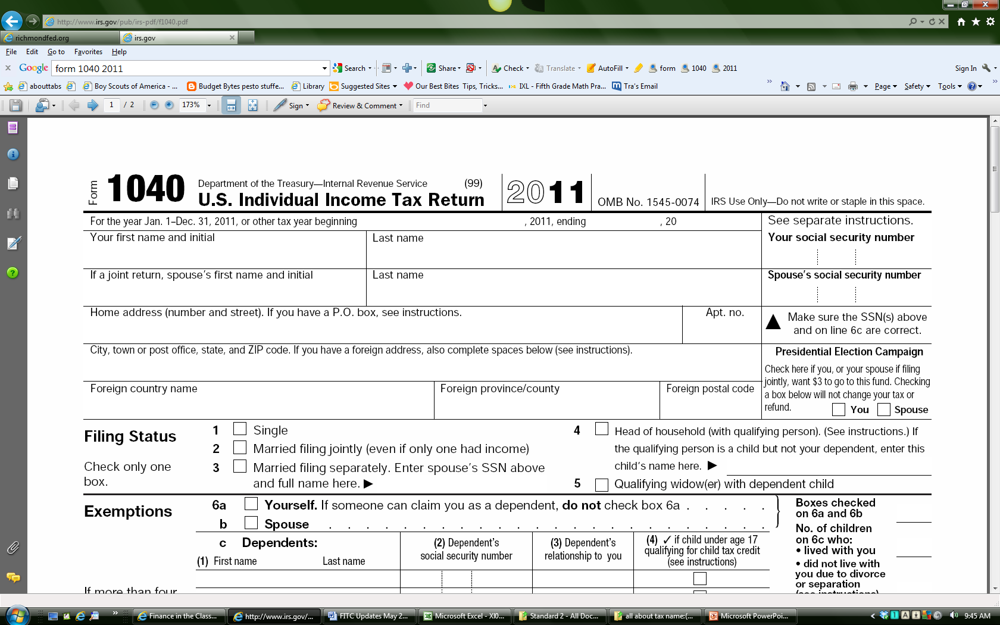 http://www.irs.gov/pub/irs-pdf/f1040.pdf
richmondfed.org
irs.gov
File Edit Go to Favorites Help
Google form 1040 2011 Search Share Check Translate AutoFill form 1040 2011 Sign In
abouttabs Boy Scouts of America - ... Budget Bytes pesto stuffe... Library Suggested Sites Our Best Bites Tips, Tricks... IXL - Fifth Grade Math Pra... Tra's Email Page Safety Tools
1 / 2 173% Sign Review & Comment Find
Form 1040 Department of the Treasury—Internal Revenue Service (99)
U.S. Individual Income Tax Return
2011
OMB No. 1545-0074
IRS Use Only—Do not write or staple in this space.
For the year Jan. 1–Dec. 31, 2011, or other tax year beginning , 2011, ending , 20
See separate instructions.
Your first name and initial
Last name
Your social security number
If a joint return, spouse's first name and initial
Last name
Spouse's social security number
Home address (number and street). If you have a P.O. box, see instructions.
Apt. no.
▲ Make sure the SSN(s) above
and on line 6c are correct.
City, town or post office, state, and ZIP code. If you have a foreign address, also complete spaces below (see instructions).
Presidential Election Campaign
Check here if you, or your spouse if filing
jointly, want $3 to go to this fund. Checking
a box below will not change your tax or
refund. You Spouse
Foreign country name
Foreign province/county
Foreign postal code
Filing Status
Check only one
box.
1 Single
2 Married filing jointly (even if only one had income)
3 Married filing separately. Enter spouse's SSN above
and full name here. ▶
4 Head of household (with qualifying person). (See instructions.) If
the qualifying person is a child but not your dependent, enter this
child's name here. ▶
5 Qualifying widow(er) with dependent child
Exemptions
6a Yourself. If someone can claim you as a dependent, do not check box 6a . . . . .
b Spouse . . . . . . . . . . . . . . . . . . . . . . . .
c Dependents:
(1) First name Last name
(2) Dependent's
social security number
(3) Dependent's
relationship to you
(4) ✓ if child under age 17
qualifying for child tax credit
(see instructions)
Boxes checked
on 6a and 6b
No. of children
on 6c who:
• lived with you
• did not live with
you due to divorce
or separation
(see instructions)
If more than four
Finance in the Class... http://www.irs.gov/... FITC Updates May 2... Microsoft Excel - XI0... Standard 2 - All Doc... all about tax name:(... Microsoft PowerPoi... 9:45 AM